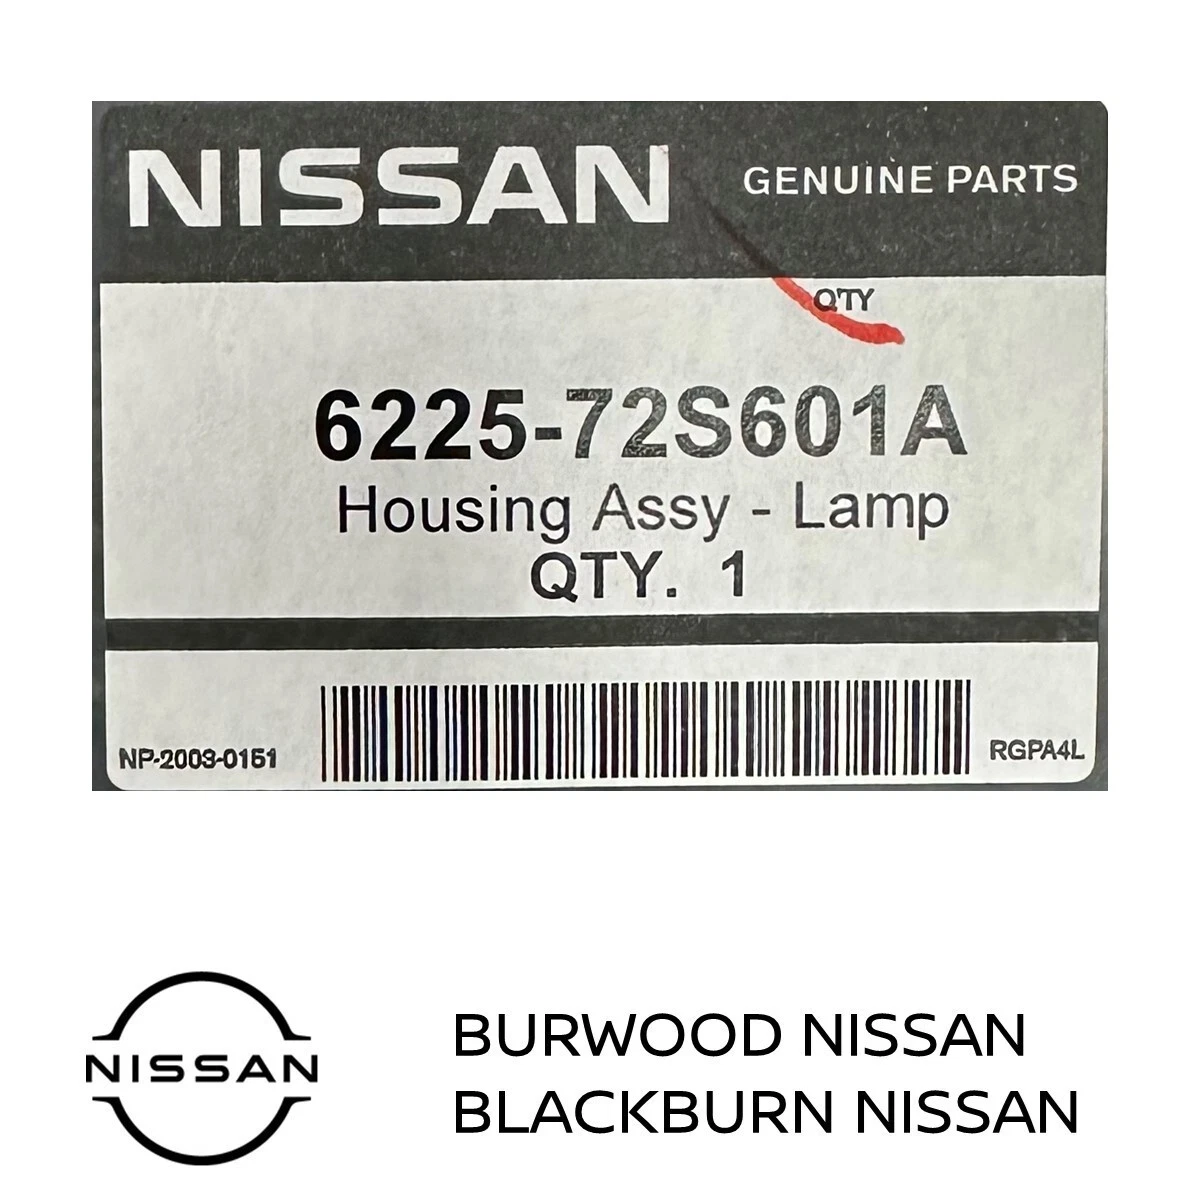 NISSAN GENUINE PARTS
Q'TY
6225-72S601A
Housing Assy - Lamp
QTY. 1
NP-2003-0151 RGPA4L
NISSAN
BURWOOD NISSAN
BLACKBURN NISSAN